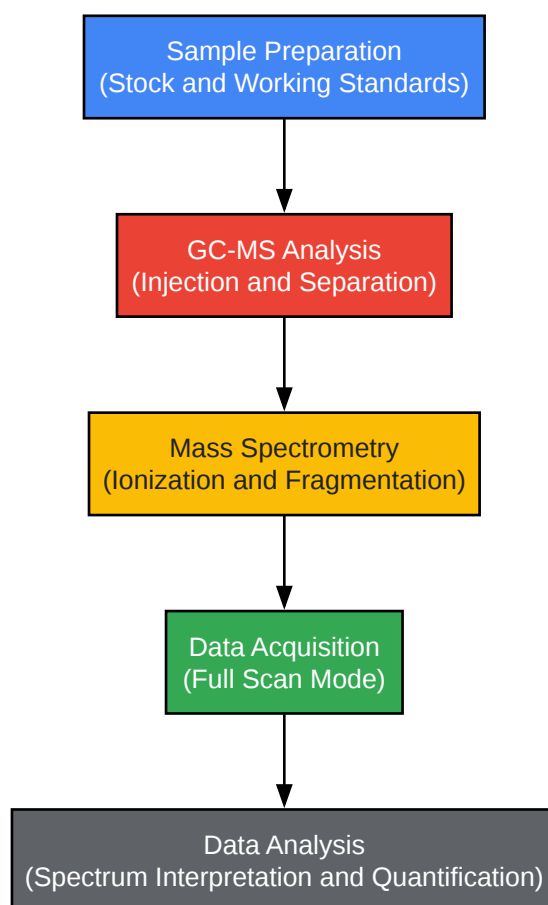 Sample Preparation
(Stock and Working Standards)
GC-MS Analysis
(Injection and Separation)
Mass Spectrometry
(Ionization and Fragmentation)
Data Acquisition
(Full Scan Mode)
Data Analysis
(Spectrum Interpretation and Quantification)